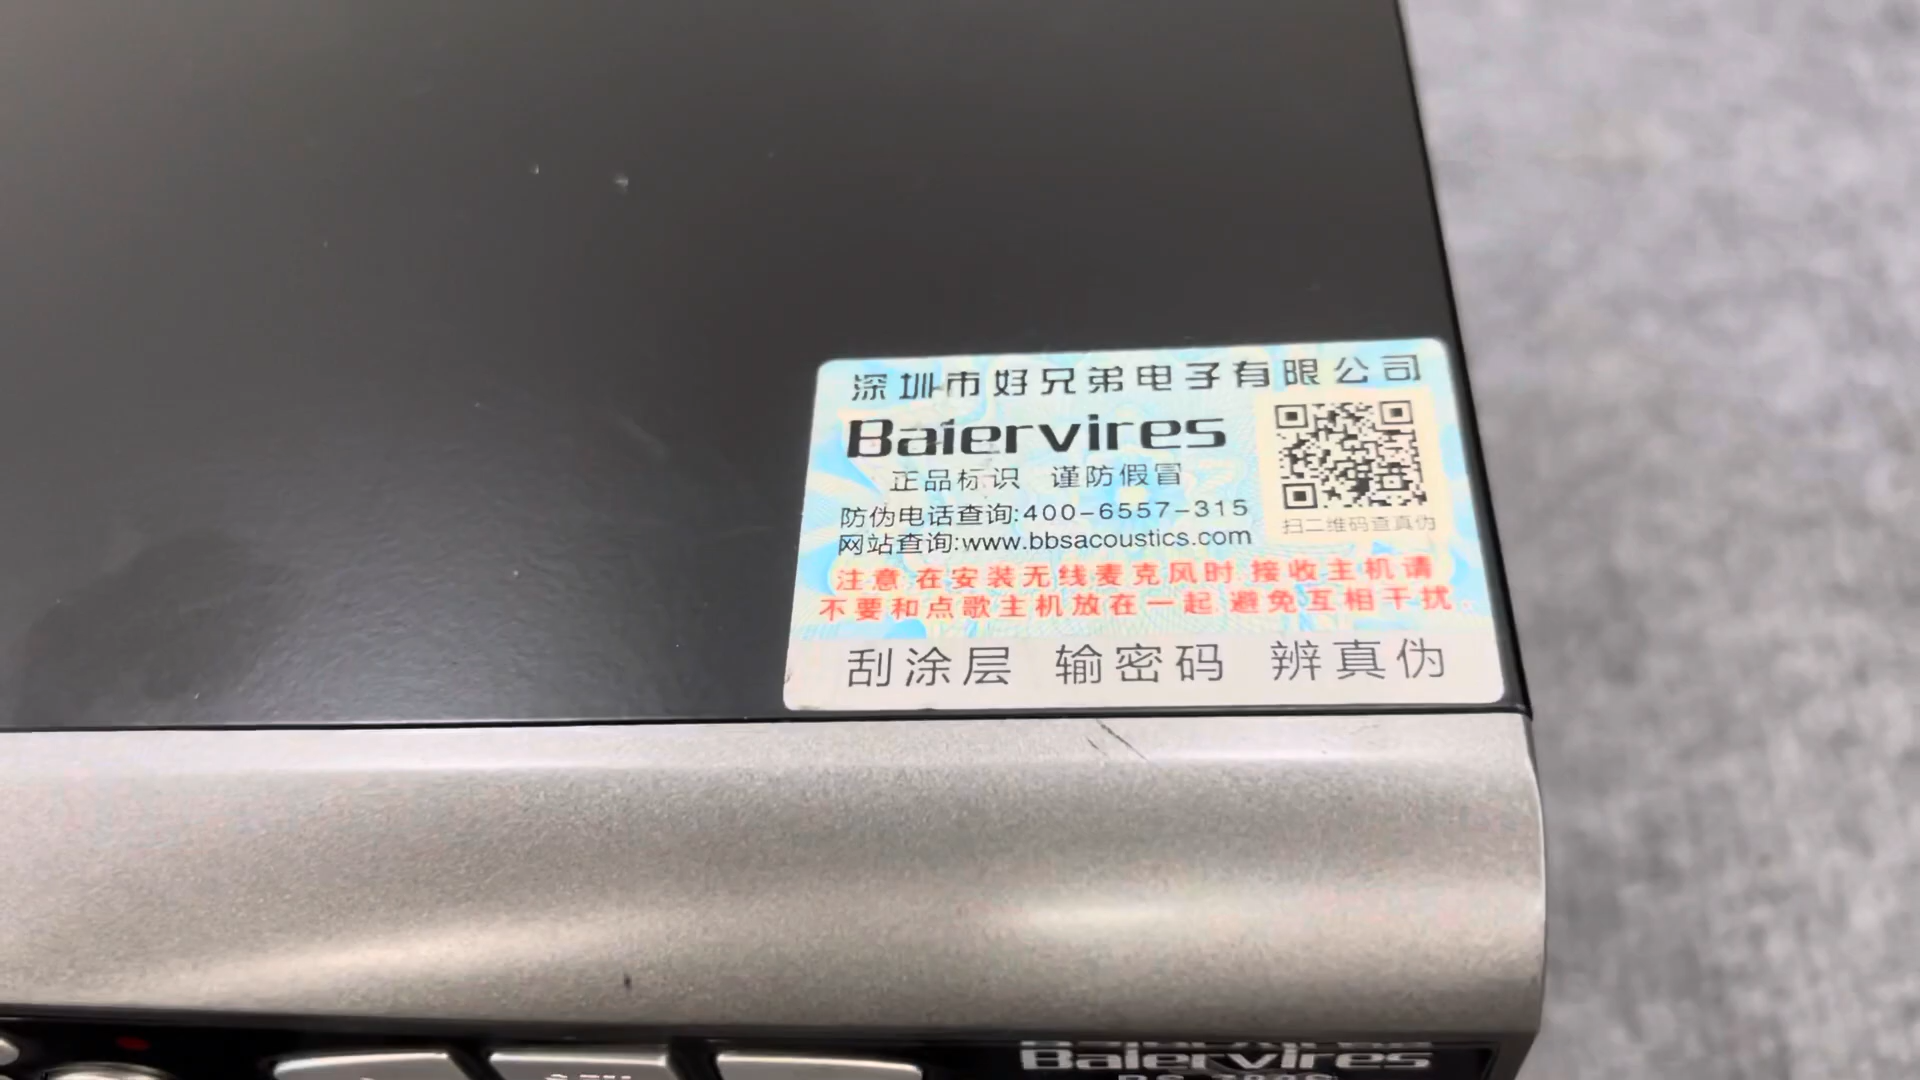 深圳市好兄弟电子有限公司
Baiervires
正品标识 谨防假冒
防伪电话查询:400-6557-315
网站查询:www.bbsacoustics.com
扫二维码查真伪
注意:在安装无线麦克风时,接收主机请
不要和点歌主机放在一起,避免互相干扰。
刮涂层 输密码 辨真伪
Baiervires